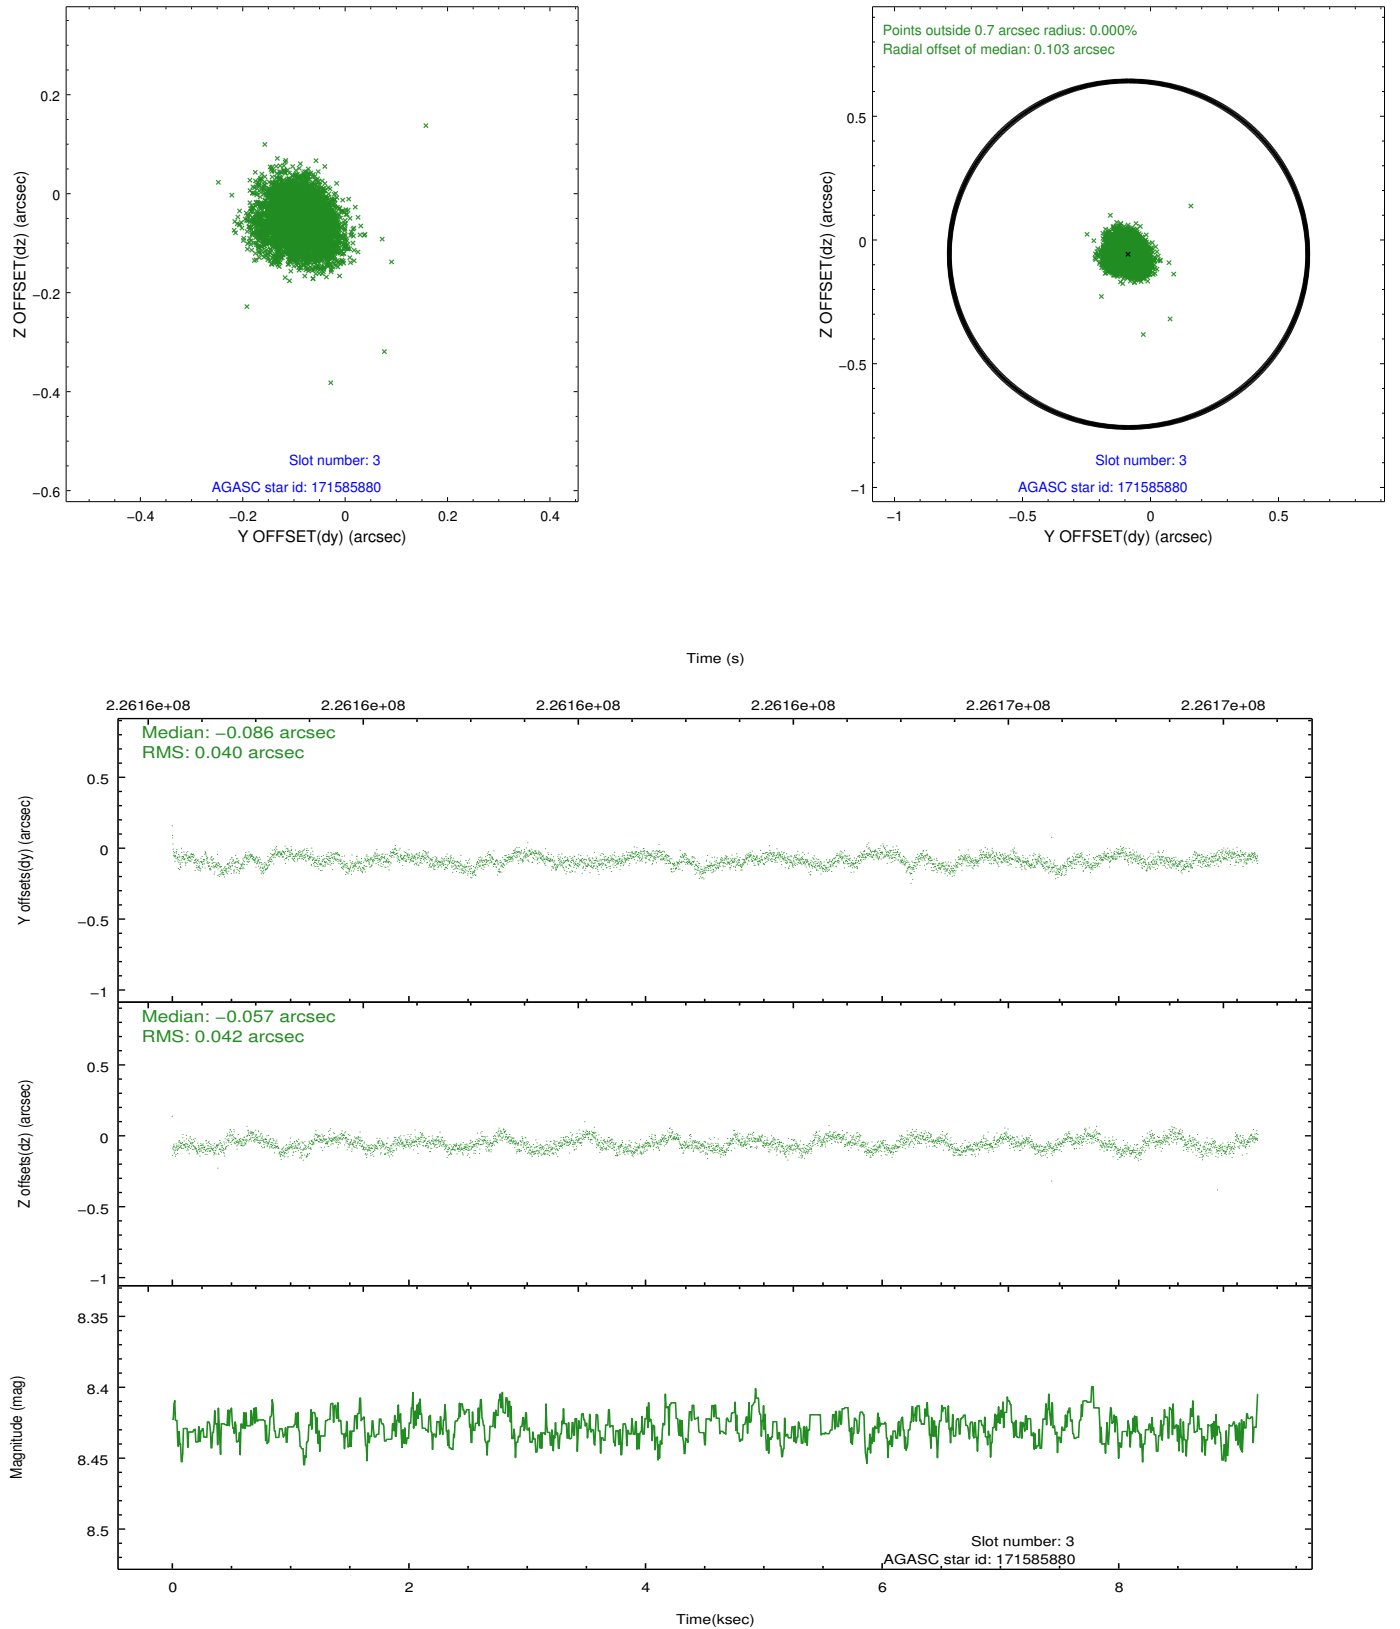 0.2
0
−0.2
−0.4
−0.6
Z OFFSET(dz) (arcsec)
Slot number: 3
AGASC star id: 171585880
−0.4
−0.2
0
0.2
0.4
Y OFFSET(dy) (arcsec)
Points outside 0.7 arcsec radius: 0.000%
Radial offset of median: 0.103 arcsec
0.5
0
−0.5
−1
Z OFFSET(dz) (arcsec)
Slot number: 3
AGASC star id: 171585880
−1
−0.5
0
0.5
Y OFFSET(dy) (arcsec)
Time (s)
2.2616e+08
2.2616e+08
2.2616e+08
2.2616e+08
2.2617e+08
2.2617e+08
Median: −0.086 arcsec
RMS: 0.040 arcsec
0.5
0
−0.5
−1
Y offsets(dy) (arcsec)
Median: −0.057 arcsec
RMS: 0.042 arcsec
0.5
0
−0.5
−1
Z offsets(dz) (arcsec)
8.35
8.4
8.45
8.5
Magnitude (mag)
Slot number: 3
AGASC star id: 171585880
0
2
4
6
8
Time(ksec)